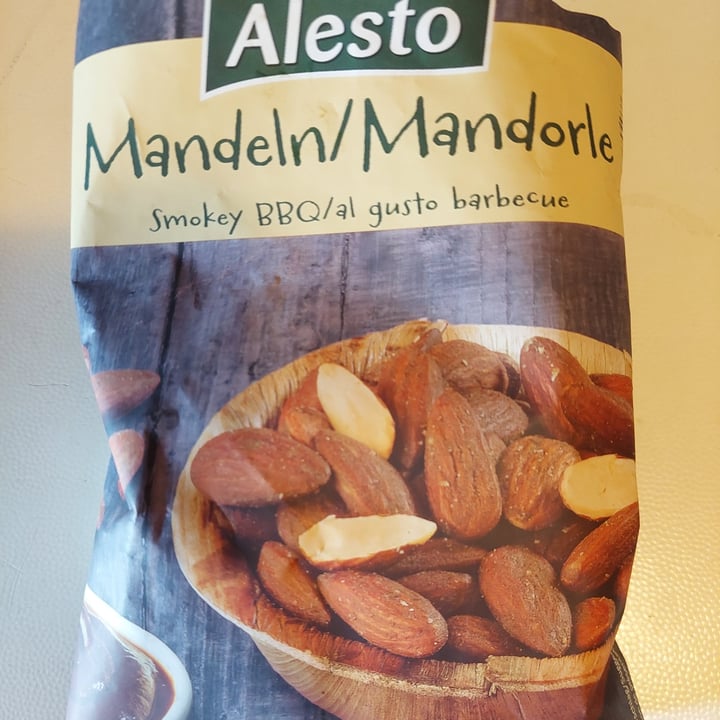 Alesto
Mandeln/Mandorle
Smokey BBQ/al gusto barbecue